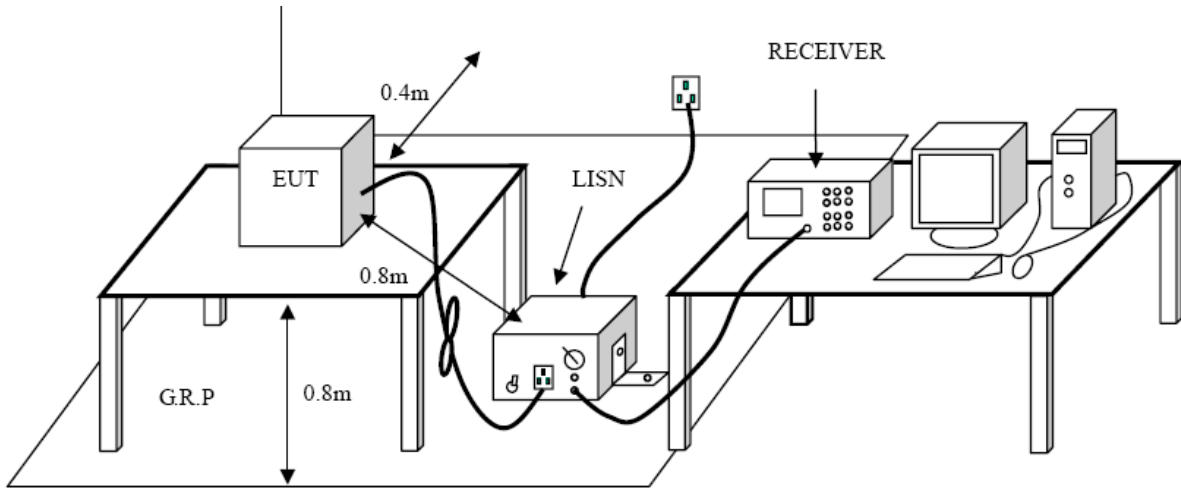 RECEIVER
0.4m
EUT
LISN
0.8m
G.R.P
0.8m